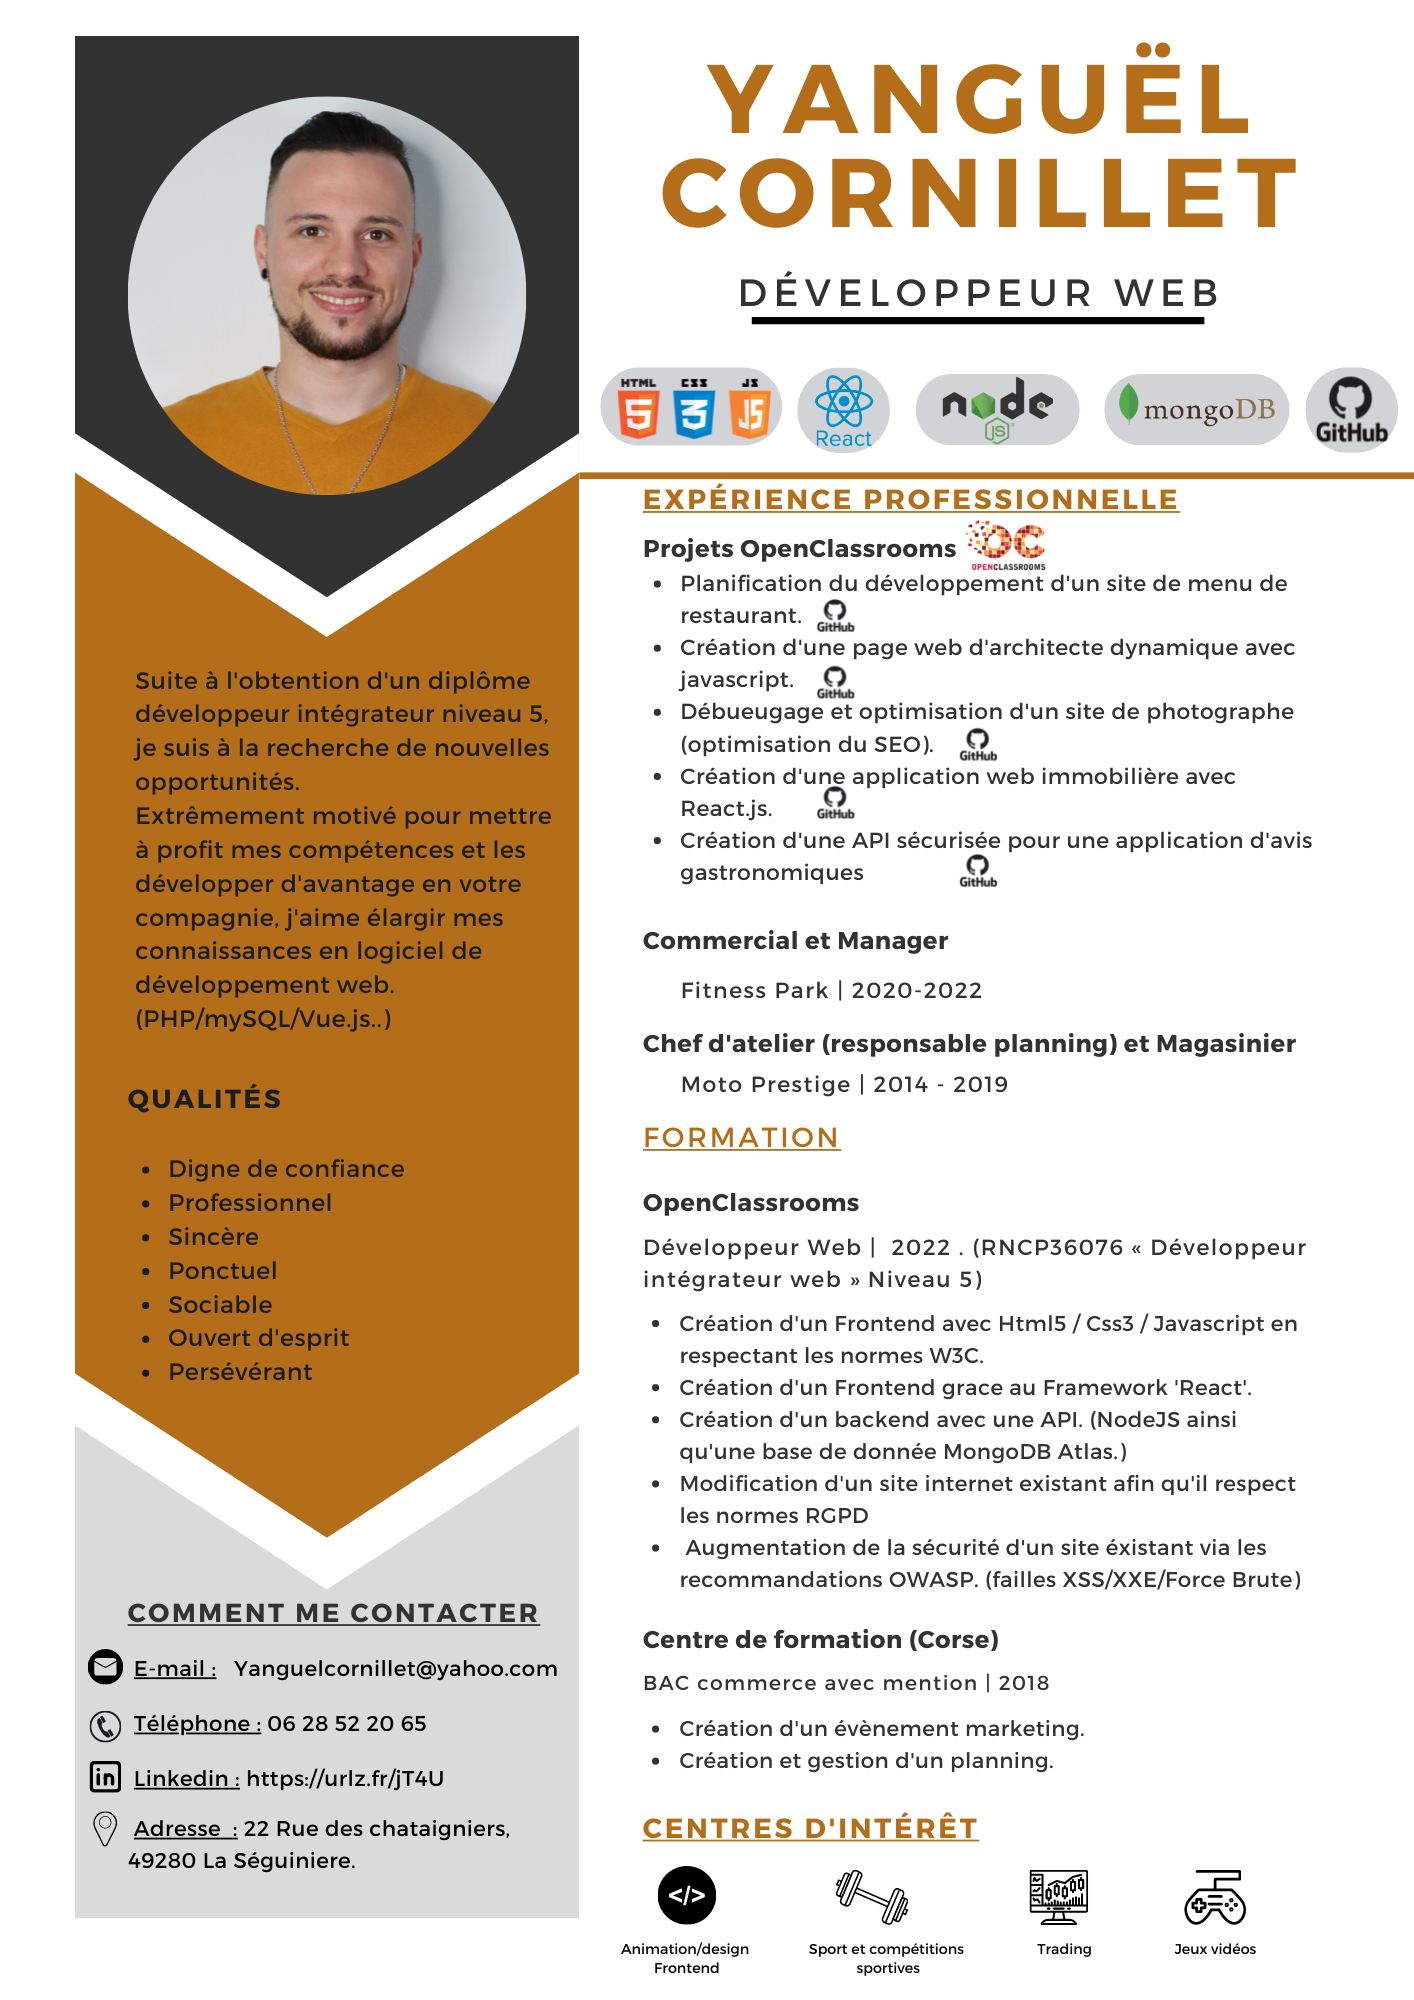 YANGUËL
CORNILLET
DÉVELOPPEUR WEB
HTML CSS JS
5 3 JS
React
node
JS
mongoDB
GitHub
Suite à l'obtention d'un diplôme
développeur intégrateur niveau 5,
je suis à la recherche de nouvelles
opportunités.
Extrêmement motivé pour mettre
à profit mes compétences et les
développer d'avantage en votre
compagnie, j'aime élargir mes
connaissances en logiciel de
développement web.
(PHP/mySQL/Vue.js..)
QUALITÉS
• Digne de confiance
• Professionnel
• Sincère
• Ponctuel
• Sociable
• Ouvert d'esprit
• Persévérant
COMMENT ME CONTACTER
E-mail : Yanguelcornillet@yahoo.com
Téléphone : 06 28 52 20 65
in Linkedin : https://urlz.fr/jT4U
Adresse : 22 Rue des chataigniers,
49280 La Séguiniere.
EXPÉRIENCE PROFESSIONNELLE
Projets OpenClassrooms OC
OPENCLASSROOMS
• Planification du développement d'un site de menu de
restaurant. GitHub
• Création d'une page web d'architecte dynamique avec
javascript. GitHub
• Débueugage et optimisation d'un site de photographe
(optimisation du SEO). GitHub
• Création d'une application web immobilière avec
React.js. GitHub
• Création d'une API sécurisée pour une application d'avis
gastronomiques GitHub
Commercial et Manager
Fitness Park | 2020-2022
Chef d'atelier (responsable planning) et Magasinier
Moto Prestige | 2014 - 2019
FORMATION
OpenClassrooms
Développeur Web | 2022 . (RNCP36076 « Développeur
intégrateur web » Niveau 5)
• Création d'un Frontend avec Html5 / Css3 / Javascript en
respectant les normes W3C.
• Création d'un Frontend grace au Framework 'React'.
• Création d'un backend avec une API. (NodeJS ainsi
qu'une base de donnée MongoDB Atlas.)
• Modification d'un site internet existant afin qu'il respect
les normes RGPD
• Augmentation de la sécurité d'un site éxistant via les
recommandations OWASP. (failles XSS/XXE/Force Brute)
Centre de formation (Corse)
BAC commerce avec mention | 2018
• Création d'un évènement marketing.
• Création et gestion d'un planning.
CENTRES D'INTÉRÊT
</>
Animation/design
Frontend
Sport et compétitions
sportives
Trading
Jeux vidéos